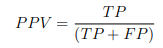 PPV = TP / (TP + FP)